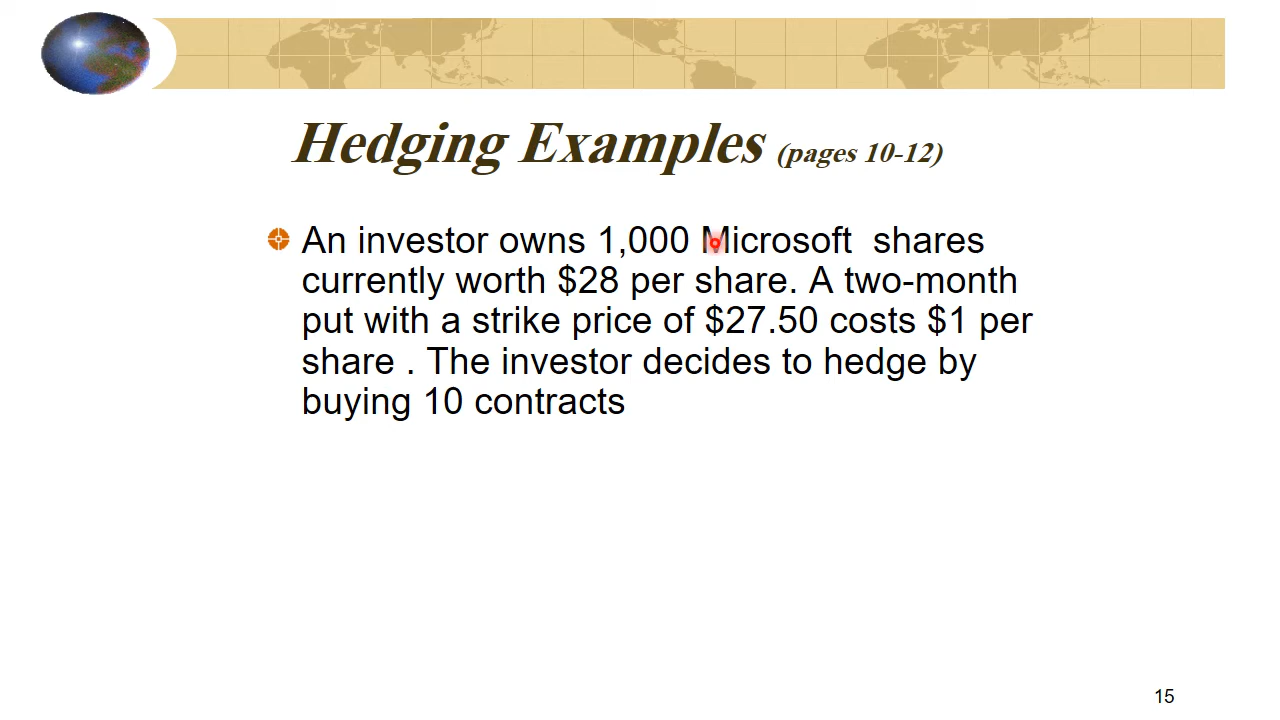 Hedging Examples (pages 10-12)
An investor owns 1,000 Microsoft shares
currently worth $28 per share. A two-month
put with a strike price of $27.50 costs $1 per
share . The investor decides to hedge by
buying 10 contracts
15